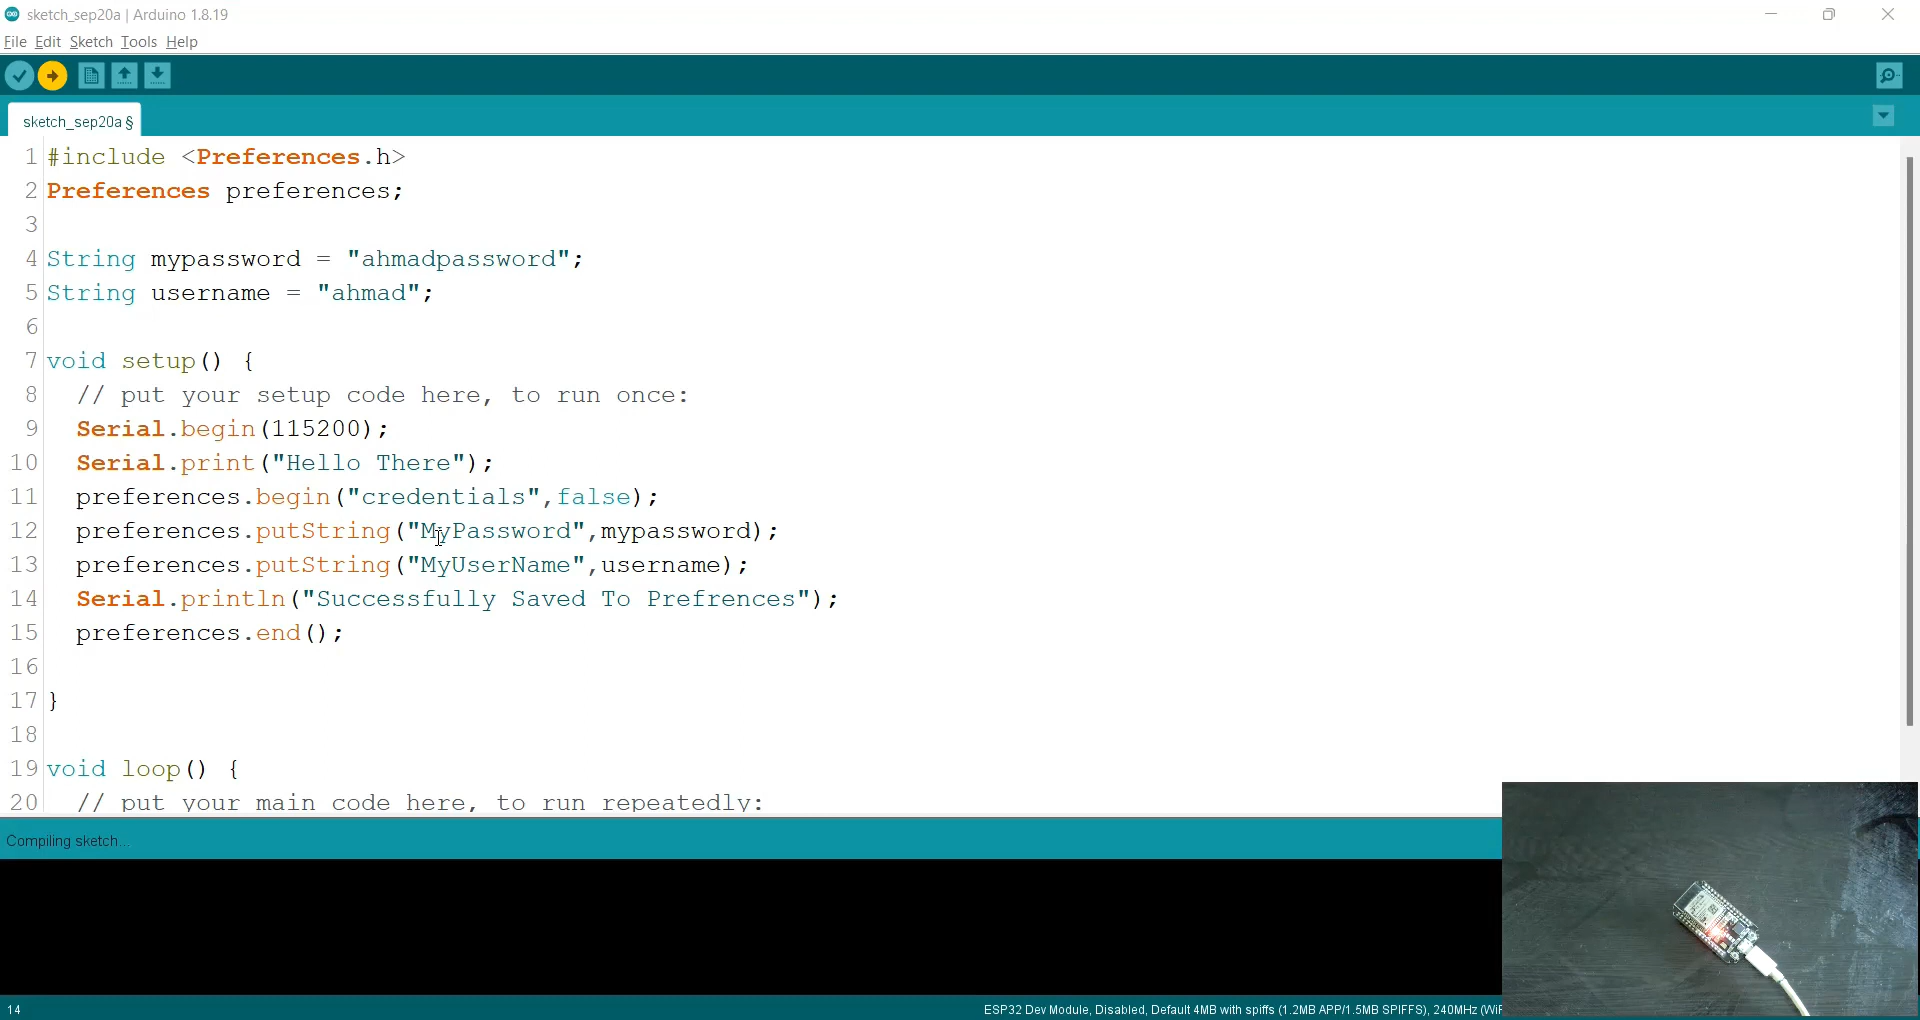 sketch_sep20a | Arduino 1.8.19
File Edit Sketch Tools Help
sketch_sep20a §
1 #include <Preferences.h>
2 Preferences preferences;
3
4 String mypassword = "ahmadpassword";
5 String username = "ahmad";
6
7 void setup() {
8 // put your setup code here, to run once:
9 Serial.begin(115200);
10 Serial.print("Hello There");
11 preferences.begin("credentials",false);
12 preferences.putString("MyPassword",mypassword);
13 preferences.putString("MyUserName",username);
14 Serial.println("Successfully Saved To Prefrences");
15 preferences.end();
16
17 }
18
19 void loop() {
20 // put your main code here, to run repeatedly:
Compiling sketch...
14
ESP32 Dev Module, Disabled, Default 4MB with spiffs (1.2MB APP/1.5MB SPIFFS), 240MHz